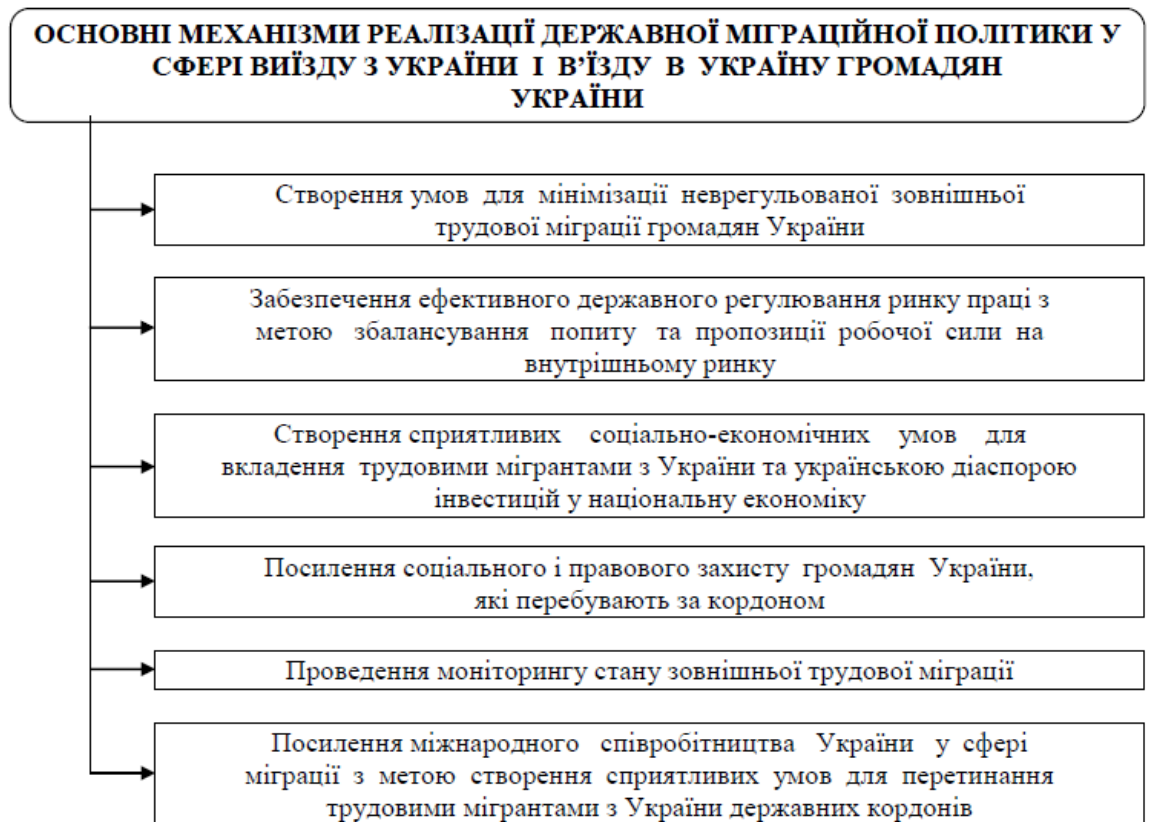 ОСНОВНІ МЕХАНІЗМИ РЕАЛІЗАЦІЇ ДЕРЖАВНОЇ МІГРАЦІЙНОЇ ПОЛІТИКИ У
СФЕРІ ВИЇЗДУ З УКРАЇНИ І В’ЇЗДУ В УКРАЇНУ ГРОМАДЯН
УКРАЇНИ
Створення умов для мінімізації неврегульованої зовнішньої
трудової міграції громадян України
Забезпечення ефективного державного регулювання ринку праці з
метою збалансування попиту та пропозиції робочої сили на
внутрішньому ринку
Створення сприятливих соціально-економічних умов для
вкладення трудовими мігрантами з України та українською діаспорою
інвестицій у національну економіку
Посилення соціального і правового захисту громадян України,
які перебувають за кордоном
Проведення моніторингу стану зовнішньої трудової міграції
Посилення міжнародного співробітництва України у сфері
міграції з метою створення сприятливих умов для перетинання
трудовими мігрантами з України державних кордонів